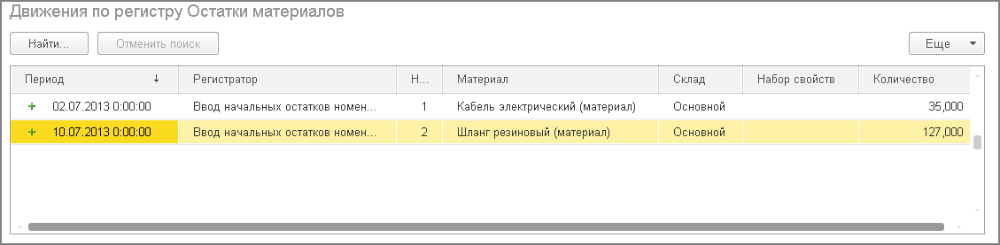 Движения по регистру Остатки материалов
Найти... Отменить поиск Еще
Период Регистратор Н... Материал Склад Набор свойств Количество
02.07.2013 0:00:00 Ввод начальных остатков номен... 1 Кабель электрический (материал) Основной 35,000
10.07.2013 0:00:00 Ввод начальных остатков номен... 2 Шланг резиновый (материал) Основной 127,000